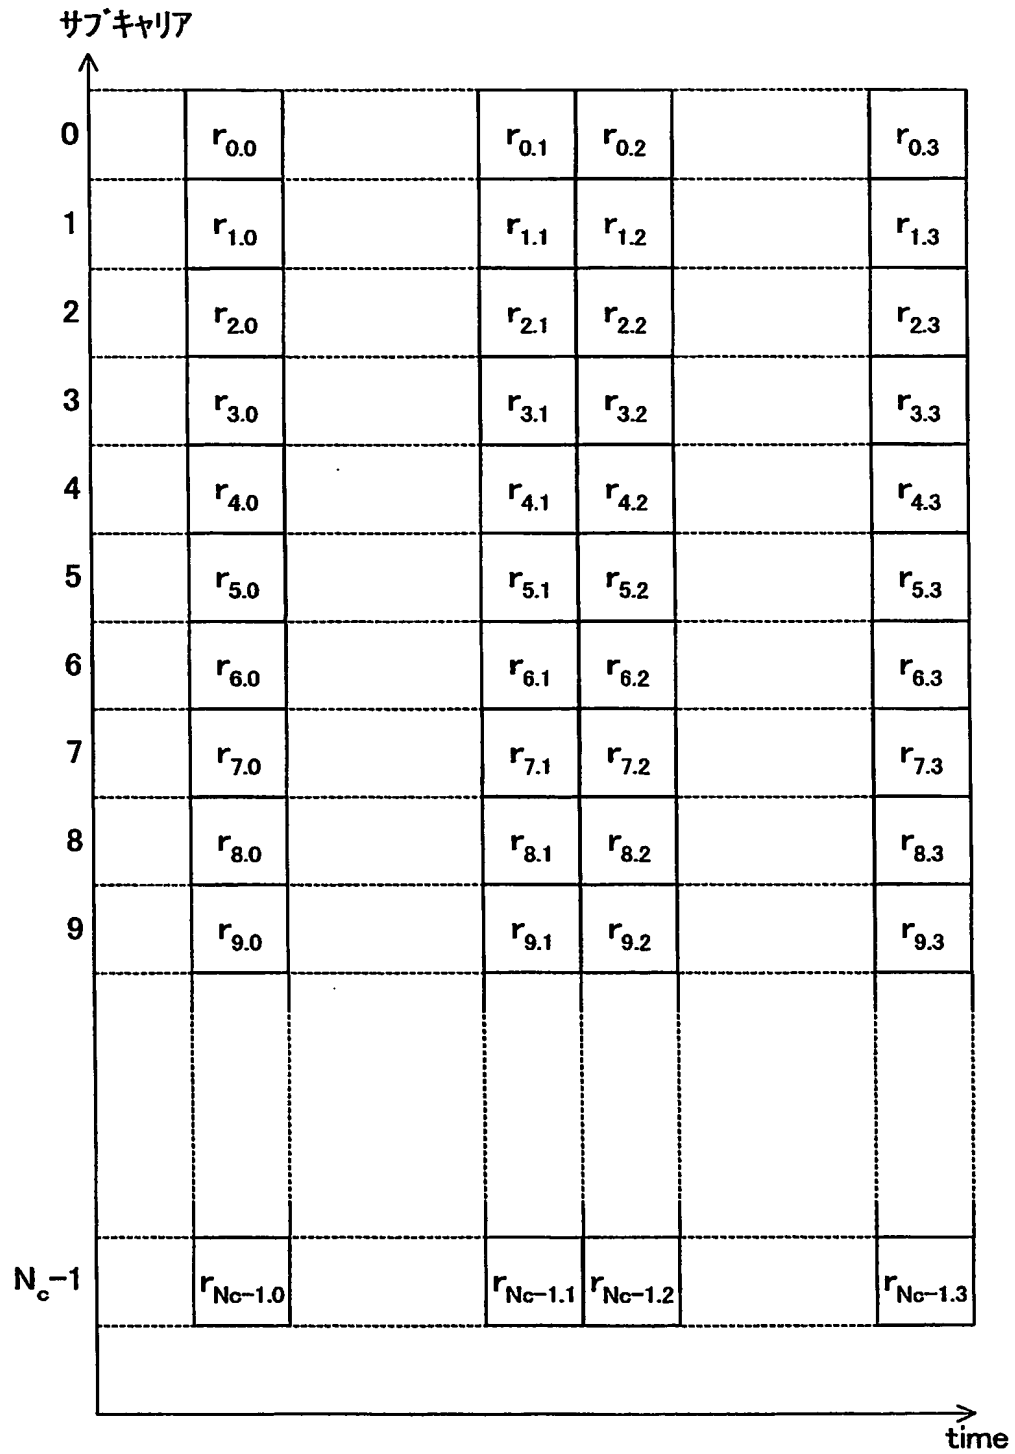 サブキャリア
0 r0.0 r0.1 r0.2 r0.3
1 r1.0 r1.1 r1.2 r1.3
2 r2.0 r2.1 r2.2 r2.3
3 r3.0 r3.1 r3.2 r3.3
4 r4.0 r4.1 r4.2 r4.3
5 r5.0 r5.1 r5.2 r5.3
6 r6.0 r6.1 r6.2 r6.3
7 r7.0 r7.1 r7.2 r7.3
8 r8.0 r8.1 r8.2 r8.3
9 r9.0 r9.1 r9.2 r9.3
Nc-1 rNc-1.0 rNc-1.1 rNc-1.2 rNc-1.3
time